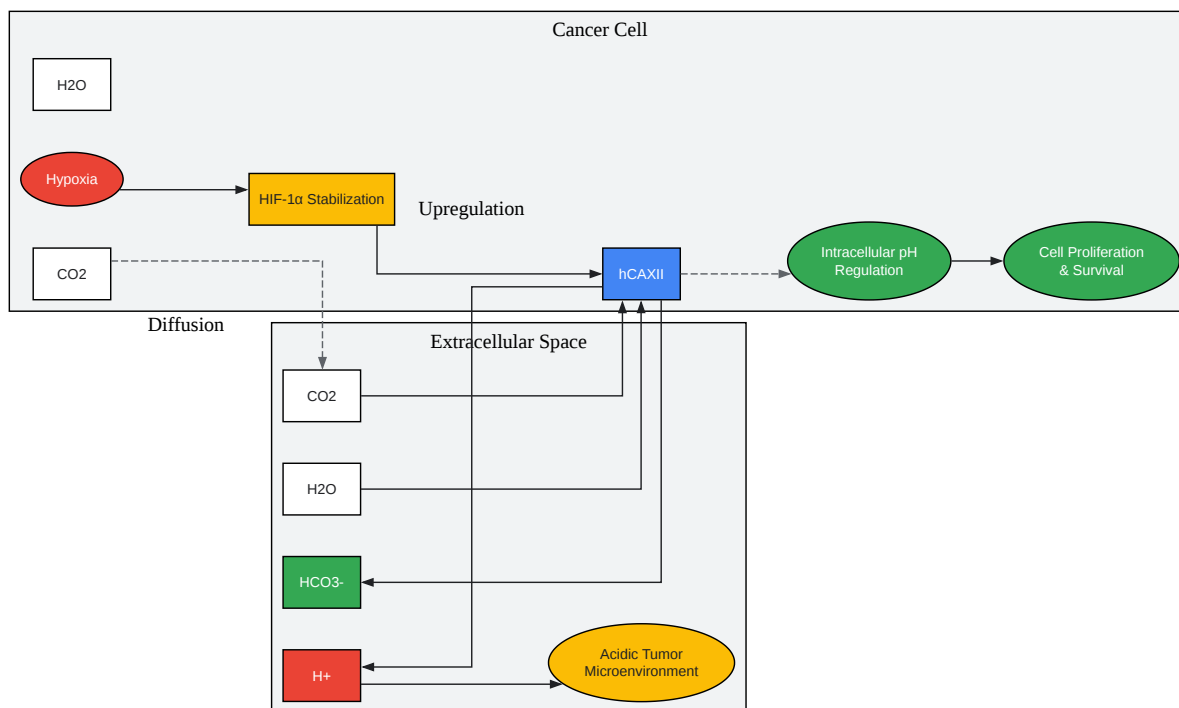 Cancer Cell
H2O
Hypoxia
HIF-1α Stabilization
Upregulation
CO2
hCAXII
Intracellular pH
Regulation
Cell Proliferation
& Survival
Diffusion
Extracellular Space
CO2
H2O
HCO3-
H+
Acidic Tumor
Microenvironment